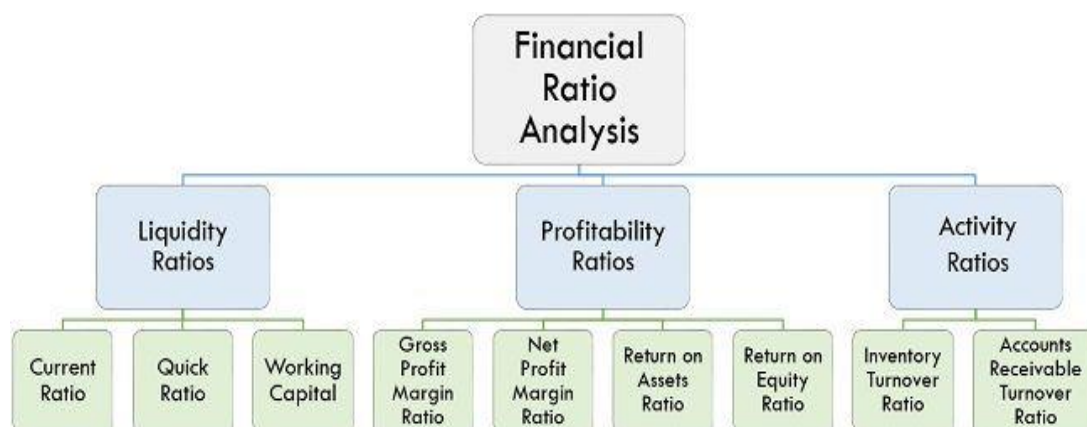 Financial
Ratio
Analysis
Liquidity
Ratios
Profitability
Ratios
Activity
Ratios
Current
Ratio
Quick
Ratio
Working
Capital
Gross
Profit
Margin
Ratio
Net
Profit
Margin
Ratio
Return on
Assets
Ratio
Return on
Equity
Ratio
Inventory
Turnover
Ratio
Accounts
Receivable
Turnover
Ratio